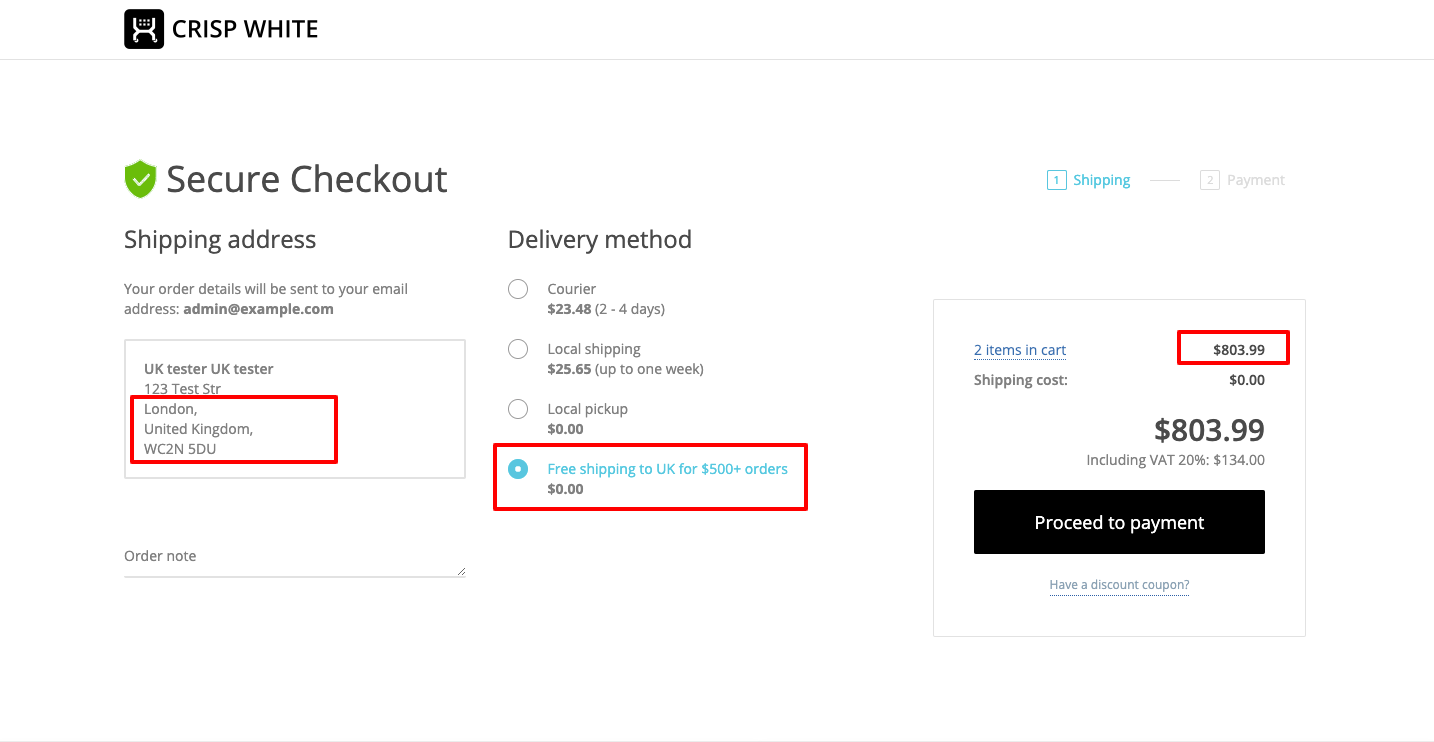 CRISP WHITE
Secure Checkout
1 Shipping
2 Payment
Shipping address
Your order details will be sent to your email
address: admin@example.com
UK tester UK tester
123 Test Str
London,
United Kingdom,
WC2N 5DU
Order note
Delivery method
Courier
$23.48 (2 - 4 days)
Local shipping
$25.65 (up to one week)
Local pickup
$0.00
Free shipping to UK for $500+ orders
$0.00
2 items in cart $803.99
Shipping cost: $0.00
$803.99
Including VAT 20%: $134.00
Proceed to payment
Have a discount coupon?